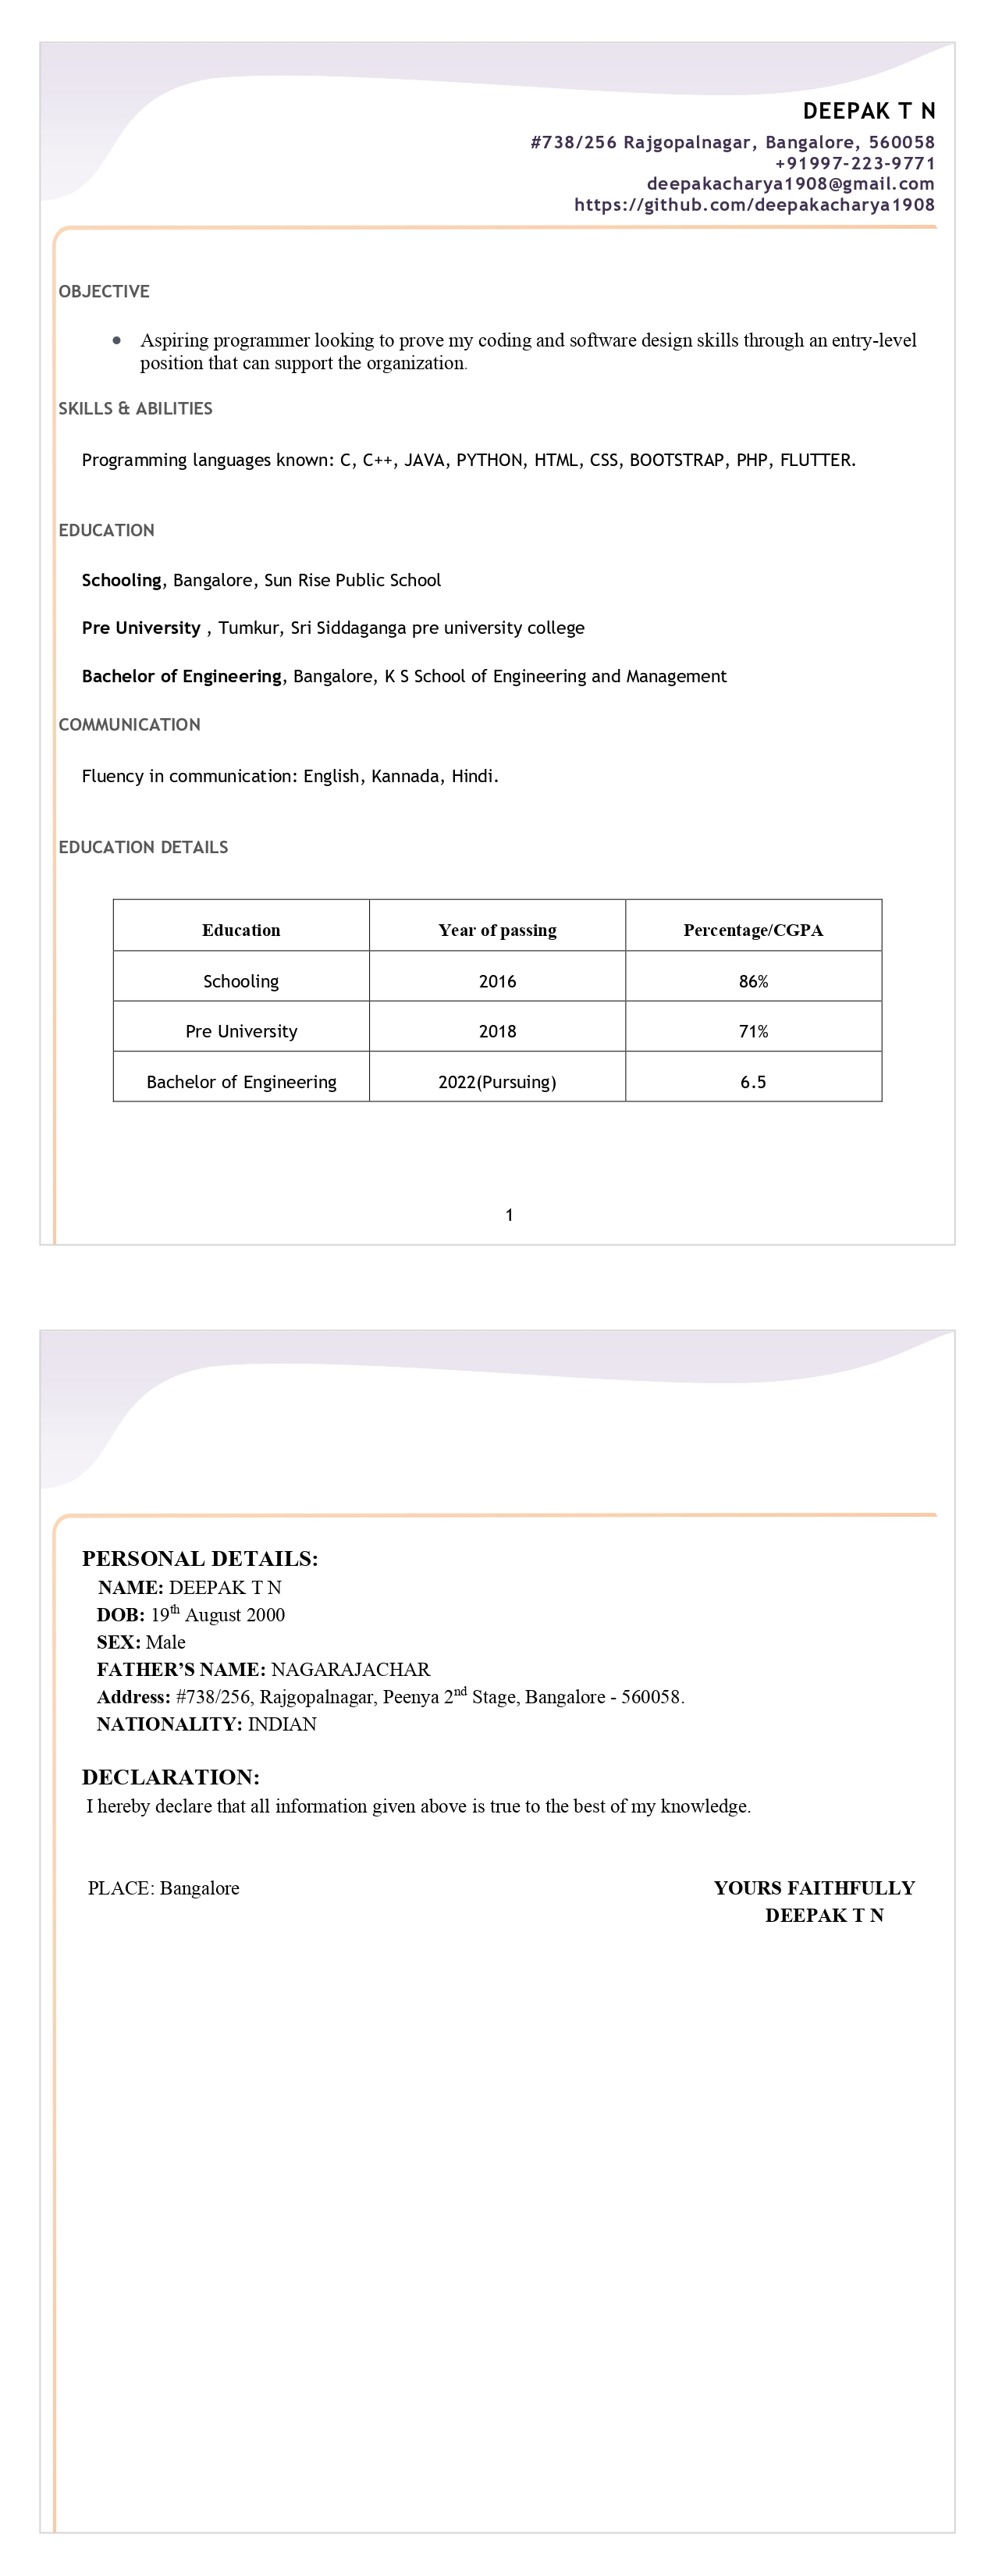 DEEPAK T N
#738/256 Rajgopalnagar, Bangalore, 560058
+91997-223-9771
deepakacharya1908@gmail.com
https://github.com/deepakacharya1908
OBJECTIVE
• Aspiring programmer looking to prove my coding and software design skills through an entry-level
position that can support the organization.
SKILLS & ABILITIES
Programming languages known: C, C++, JAVA, PYTHON, HTML, CSS, BOOTSTRAP, PHP, FLUTTER.
EDUCATION
Schooling, Bangalore, Sun Rise Public School
Pre University , Tumkur, Sri Siddaganga pre university college
Bachelor of Engineering, Bangalore, K S School of Engineering and Management
COMMUNICATION
Fluency in communication: English, Kannada, Hindi.
EDUCATION DETAILS
Education Year of passing Percentage/CGPA
Schooling 2016 86%
Pre University 2018 71%
Bachelor of Engineering 2022(Pursuing) 6.5
1
PERSONAL DETAILS:
NAME: DEEPAK T N
DOB: 19th August 2000
SEX: Male
FATHER’S NAME: NAGARAJACHAR
Address: #738/256, Rajgopalnagar, Peenya 2nd Stage, Bangalore - 560058.
NATIONALITY: INDIAN
DECLARATION:
I hereby declare that all information given above is true to the best of my knowledge.
PLACE: Bangalore YOURS FAITHFULLY
DEEPAK T N